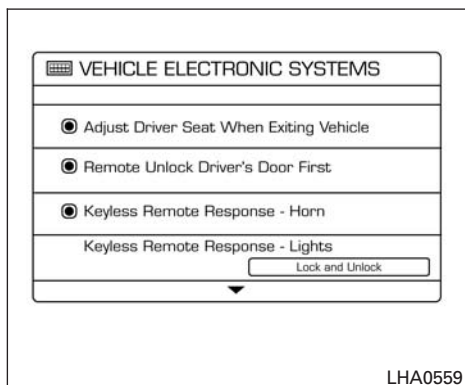 VEHICLE ELECTRONIC SYSTEMS
Adjust Driver Seat When Exiting Vehicle
Remote Unlock Driver's Door First
Keyless Remote Response - Horn
Keyless Remote Response - Lights
Lock and Unlock
LHA0559